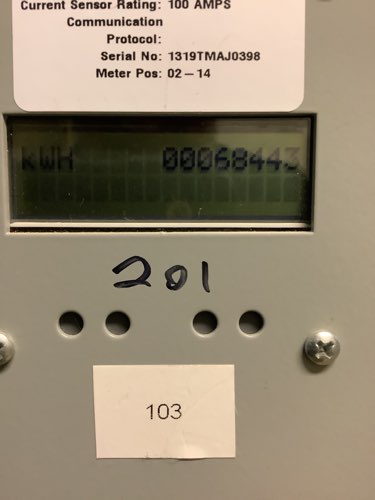 Current Sensor Rating: 100 AMPS
Communication
Protocol:
Serial No: 1319TMAJ0398
Meter Pos: 02-14
kWH 00068443
201
103